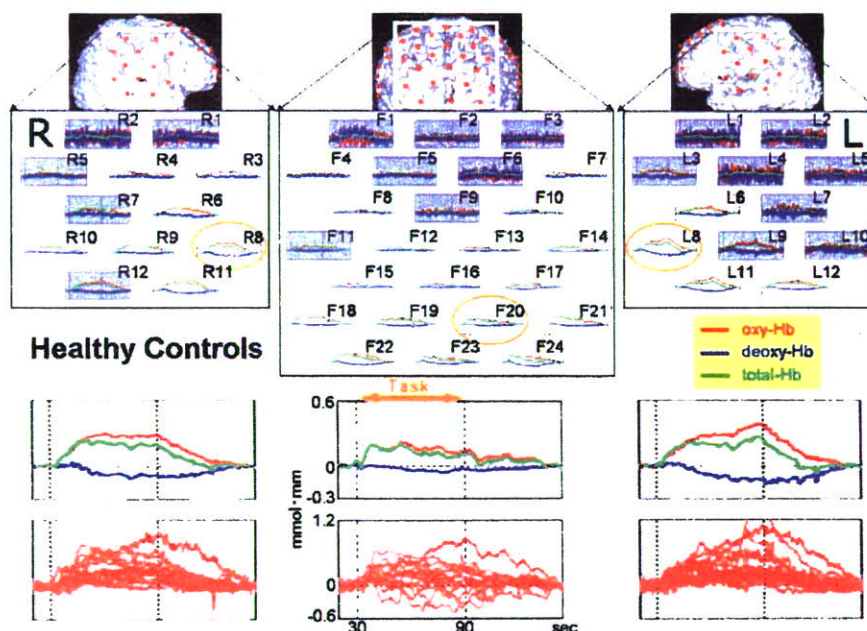 R
R2 R1
R5 R4 R3
R7 R6
R10 R9 R8
R12 R11
F1 F2 F3
F4 F5 F6 F7
F8 F9 F10
F11 F12 F13 F14
F15 F16 F17
F18 F19 F20 F21
F22 F23 F24
L
L1 L2
L3 L4 L5
L6 L7
L8 L9 L10
L11 L12
Healthy Controls
oxy-Hb
deoxy-Hb
total-Hb
Task
0.6
0
-0.3
mmol·mm
1.2
0
-0.6
30 90 sec